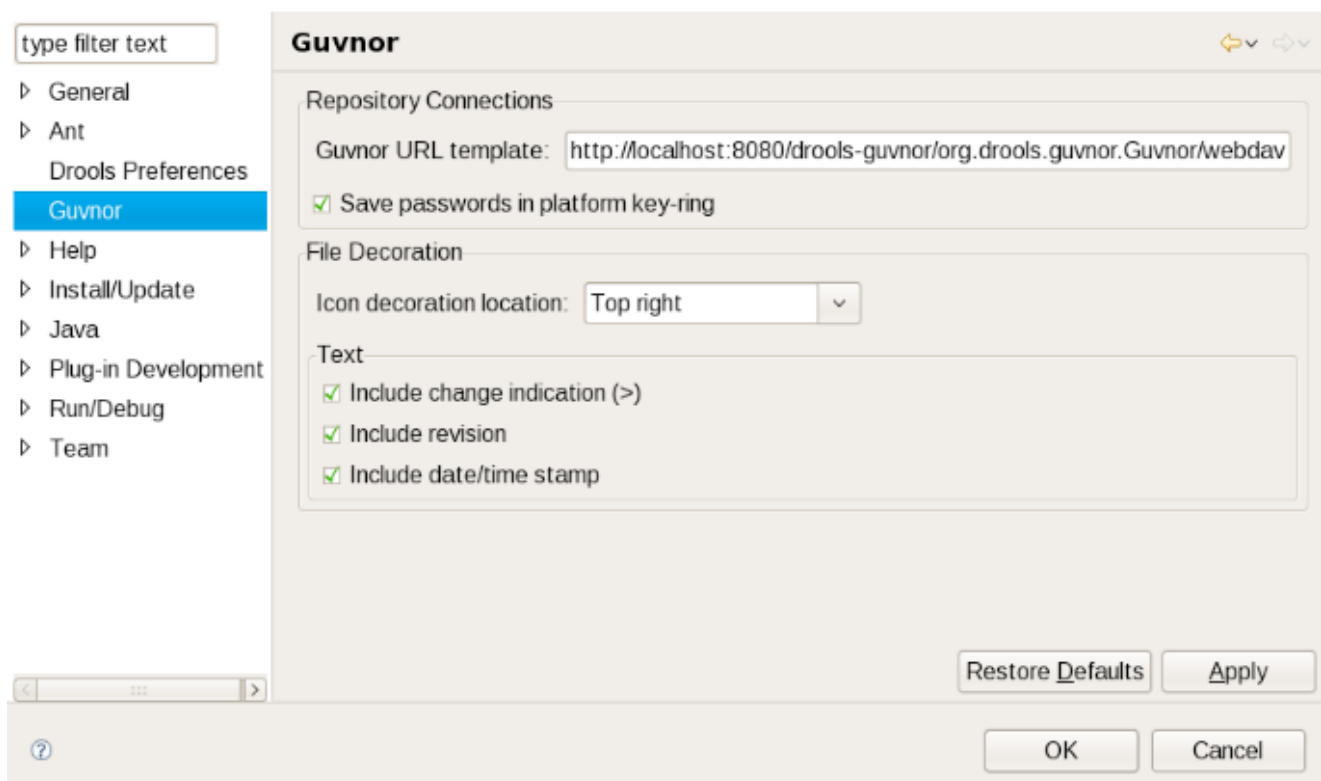 type filter text
General
Ant
Drools Preferences
Guvnor
Help
Install/Update
Java
Plug-in Development
Run/Debug
Team
Guvnor
Repository Connections
Guvnor URL template: http://localhost:8080/drools-guvnor/org.drools.guvnor.Guvnor/webdav
Save passwords in platform key-ring
File Decoration
Icon decoration location: Top right
Text
Include change indication (>)
Include revision
Include date/time stamp
Restore Defaults Apply
OK Cancel